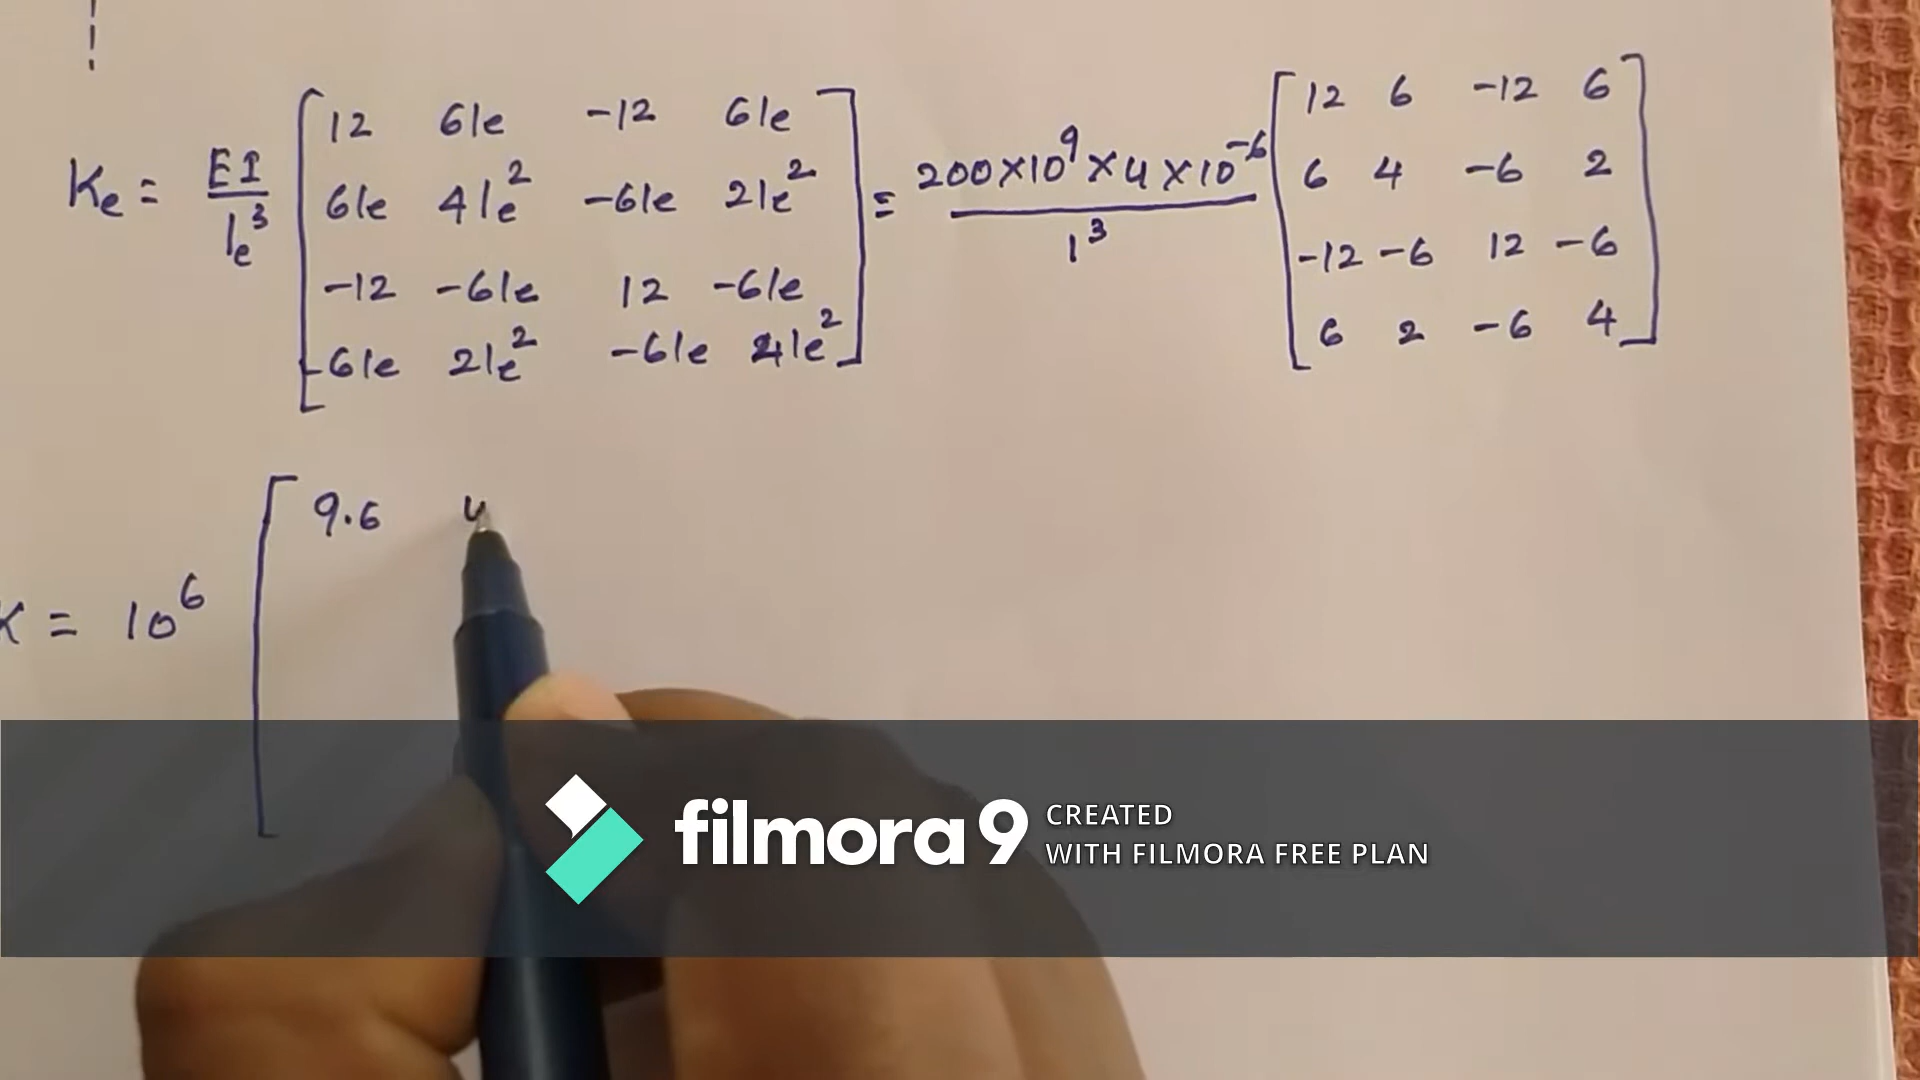 Ke = EI/le³ [12 6le -12 6le = 200×10⁹×4×10⁻⁶/1³ [12 6 -12 6
6le 4le² -6le 2le² 6 4 -6 2
-12 -6le 12 -6le -12 -6 12 -6
-6le 2le² -6le 4le²] 6 2 -6 4]
K = 10⁶ [9.6 4
filmora 9 CREATED
WITH FILMORA FREE PLAN